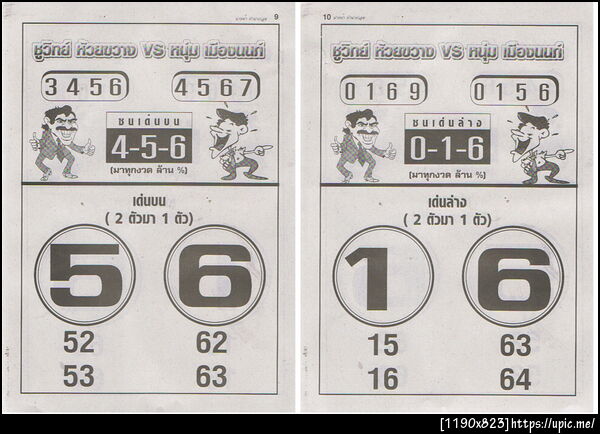 9
ชูวิทย์ ห้วยขวาง VS หนุ่ม เมืองนนท์
3456
4567
ชนเด่นบน
4-5-6
(มาทุกงวด ล้าน %)
เด่นบน
( 2 ตัวมา 1 ตัว)
5 6
52 62
53 63
10
ชูวิทย์ ห้วยขวาง VS หนุ่ม เมืองนนท์
0169
0156
ชนเด่นล่าง
0-1-6
(มาทุกงวด ล้าน %)
เด่นล่าง
( 2 ตัวมา 1 ตัว)
1 6
15 63
16 64
[1190x823]https://upic.me/